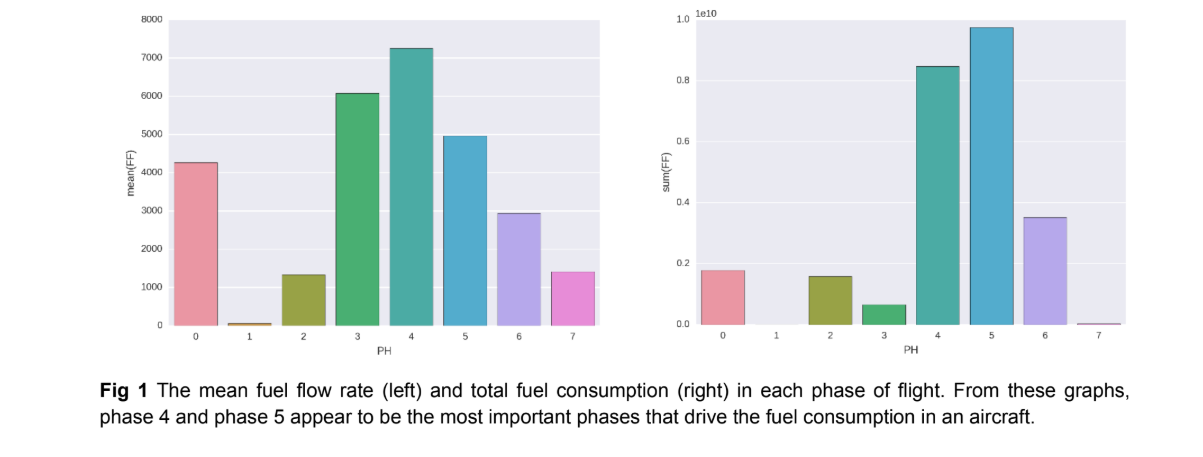 8000
7000
6000
5000
4000
3000
2000
1000
0
mean(FF)
0 1 2 3 4 5 6 7
PH
1e10
1.0
0.8
0.6
0.4
0.2
0.0
sum(FF)
0 1 2 3 4 5 6 7
PH
Fig 1 The mean fuel flow rate (left) and total fuel consumption (right) in each phase of flight. From these graphs,
phase 4 and phase 5 appear to be the most important phases that drive the fuel consumption in an aircraft.